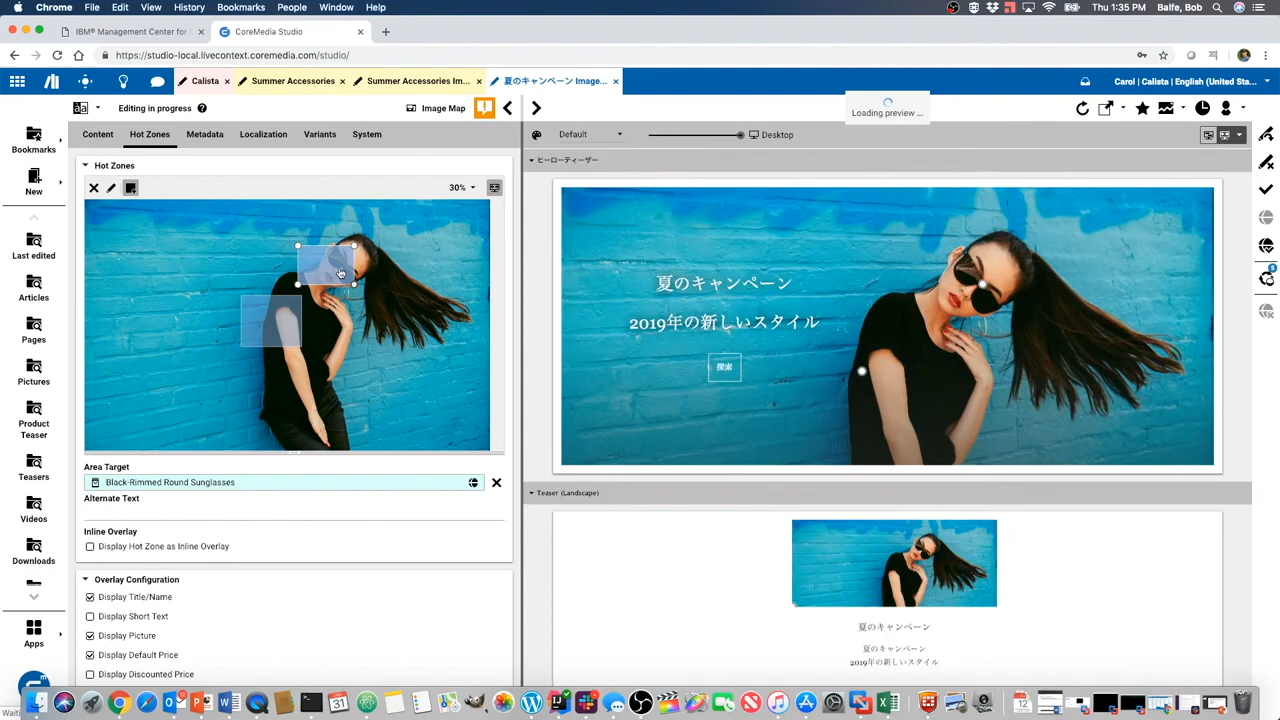 Chrome File Edit View History Bookmarks People Window Help
Thu 1:35 PM Balfe, Bob
IBM® Management Center for
CoreMedia Studio
https://studio-local.livecontext.coremedia.com/studio/
Calista
Summer Accessories
Summer Accessories Im...
夏のキャンペーン Image...
Carol | Calista | English (United Sta...
Editing in progress
Image Map
Loading preview ...
Bookmarks
New
Last edited
Articles
Pages
Pictures
Product
Teaser
Teasers
Videos
Downloads
Apps
Content Hot Zones Metadata Localization Variants System
Hot Zones
30%
Area Target
Black-Rimmed Round Sunglasses
Alternate Text
Inline Overlay
Display Hot Zone as Inline Overlay
Overlay Configuration
Display Title/Name
Display Short Text
Display Picture
Display Default Price
Display Discounted Price
Default
Desktop
ヒーローティーザー
夏のキャンペーン
2019年の新しいスタイル
探索
Teaser (Landscape)
夏のキャンペーン
夏のキャンペーン
2019年の新しいスタイル